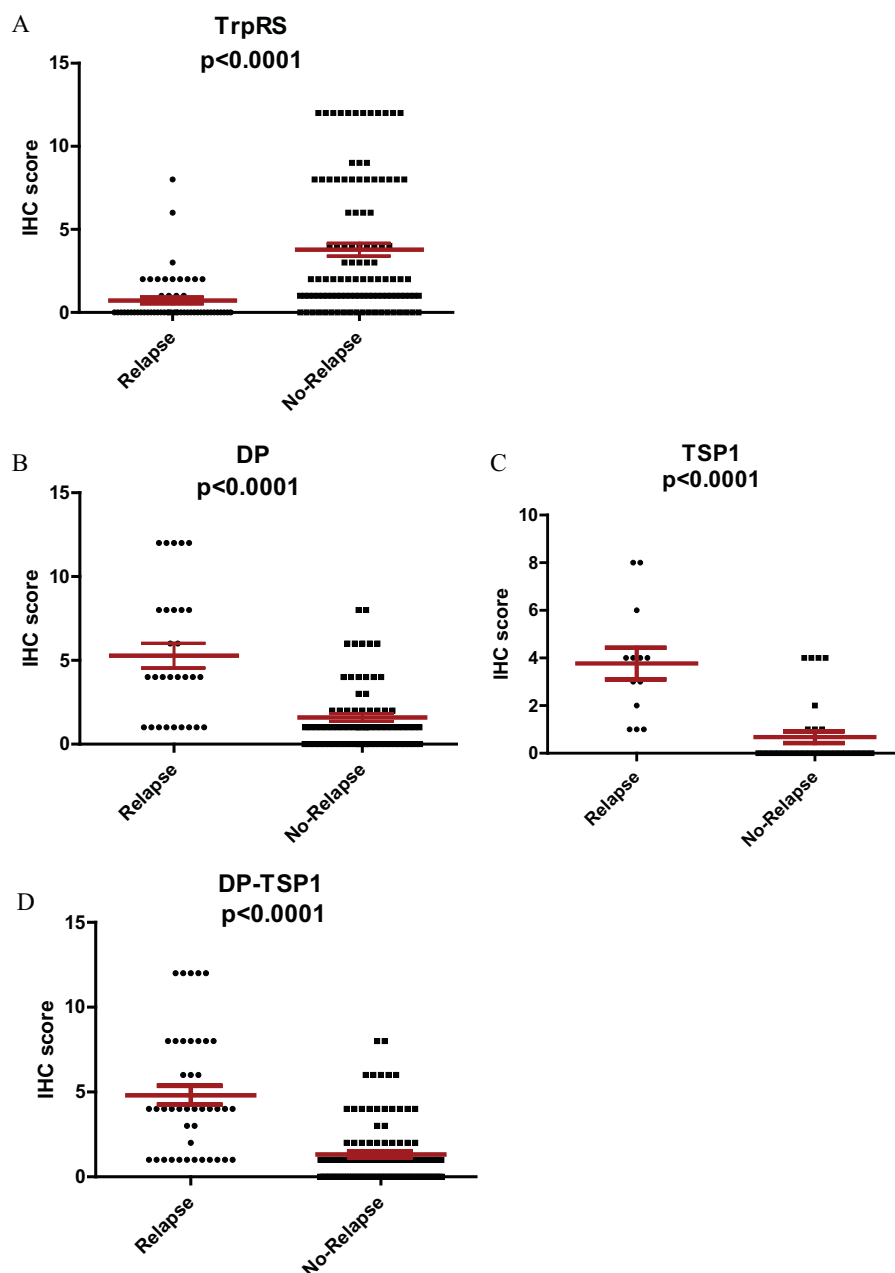 A
TrpRS
p<0.0001
15
10
5
0
IHC score
Relapse
No-Relapse
B
DP
p<0.0001
15
10
5
0
IHC score
Relapse
No-Relapse
C
TSP1
p<0.0001
10
8
6
4
2
0
IHC score
Relapse
No-Relapse
D
DP-TSP1
p<0.0001
15
10
5
0
IHC score
Relapse
No-Relapse